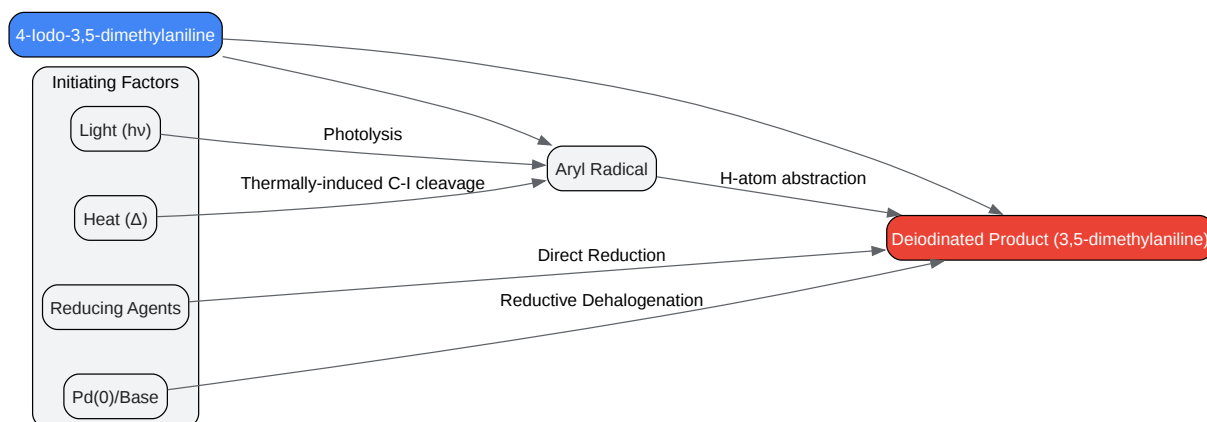 4-Iodo-3,5-dimethylaniline
Initiating Factors
Light (hν)
Photolysis
Aryl Radical
Thermally-induced C-I cleavage
H-atom abstraction
Heat (Δ)
Deiodinated Product (3,5-dimethylaniline)
Direct Reduction
Reducing Agents
Reductive Dehalogenation
Pd(0)/Base